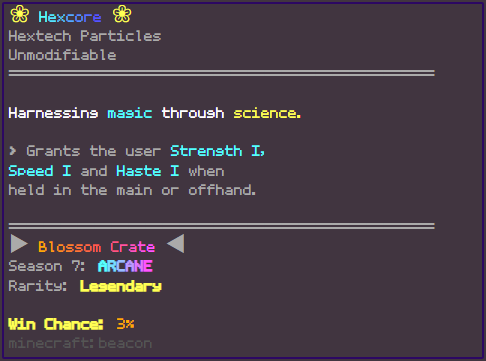 ❀ Hexcore ❀
Hextech Particles
Unmodifiable
Harnessing magic through science.
> Grants the user Strength I,
Speed I and Haste I when
held in the main or offhand.
▶ Blossom Crate ◀
Season 7: ARCANE
Rarity: Legendary
Win Chance: 3%
minecraft:beacon